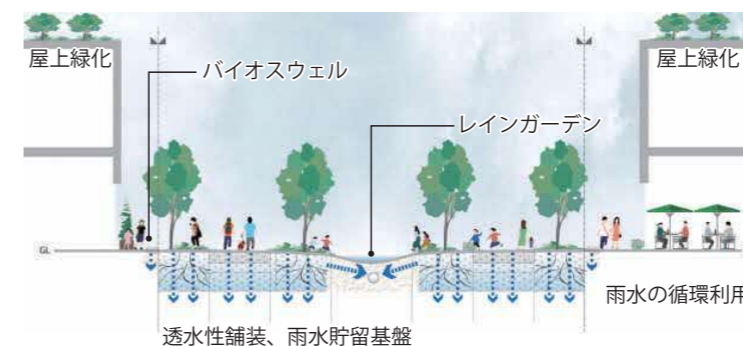 屋上緑化
屋上緑化
バイオスウェル
レインガーデン
GL
雨水の循環利用
透水性舗装、雨水貯留基盤